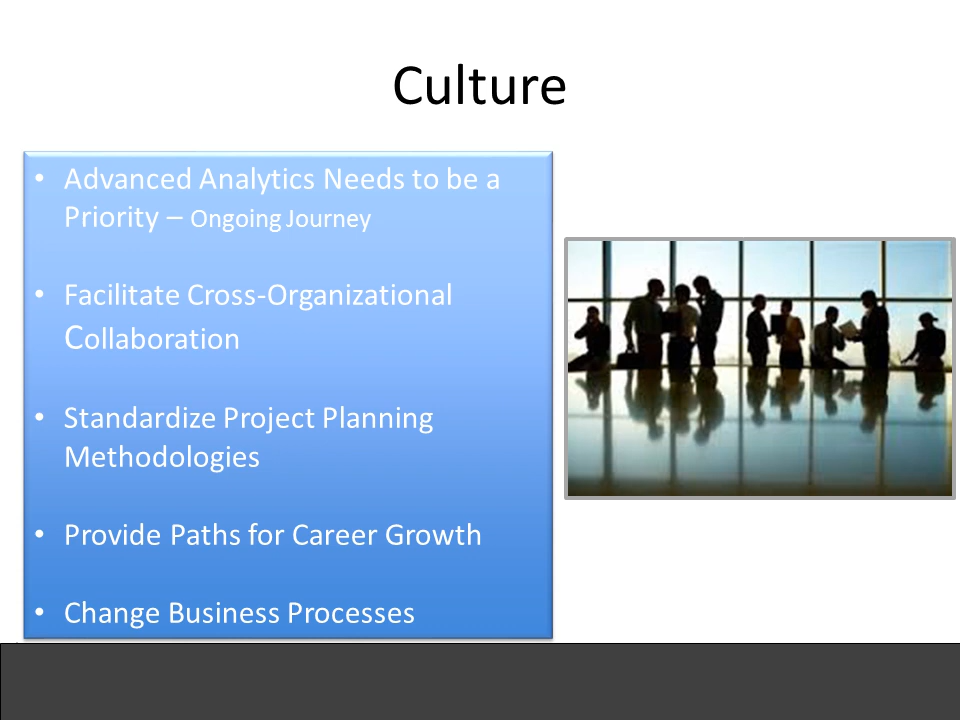 Culture
• Advanced Analytics Needs to be a
Priority – Ongoing Journey
• Facilitate Cross-Organizational
Collaboration
• Standardize Project Planning
Methodologies
• Provide Paths for Career Growth
• Change Business Processes